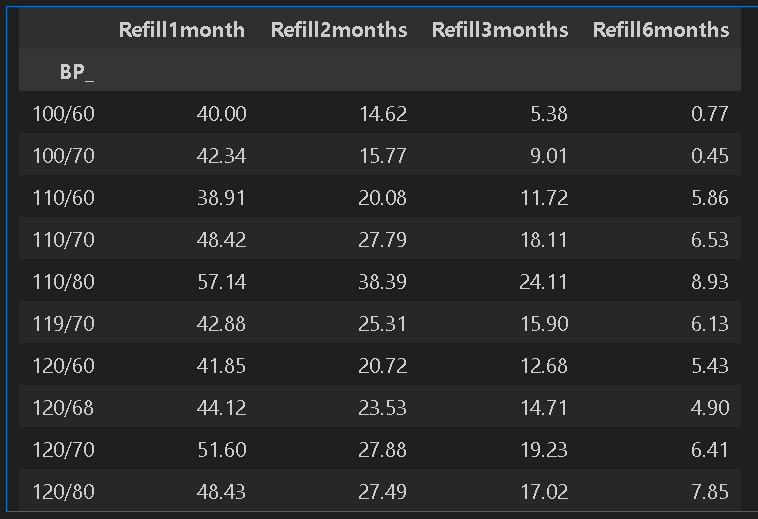 Refill1month Refill2months Refill3months Refill6months
BP_
100/60 40.00 14.62 5.38 0.77
100/70 42.34 15.77 9.01 0.45
110/60 38.91 20.08 11.72 5.86
110/70 48.42 27.79 18.11 6.53
110/80 57.14 38.39 24.11 8.93
119/70 42.88 25.31 15.90 6.13
120/60 41.85 20.72 12.68 5.43
120/68 44.12 23.53 14.71 4.90
120/70 51.60 27.88 19.23 6.41
120/80 48.43 27.49 17.02 7.85